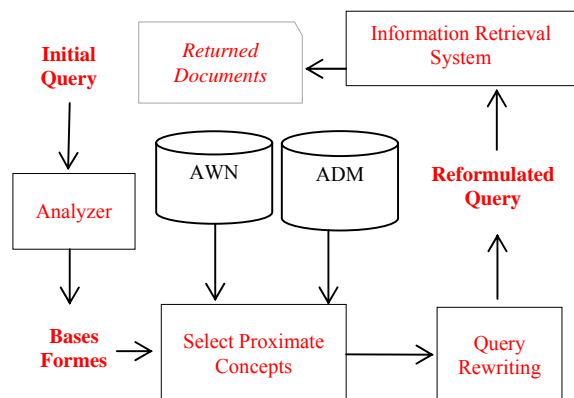 Initial
Query
Returned
Documents
Information Retrieval
System
AWN
ADM
Analyzer
Reformulated
Query
Bases
Formes
Select Proximate
Concepts
Query
Rewriting